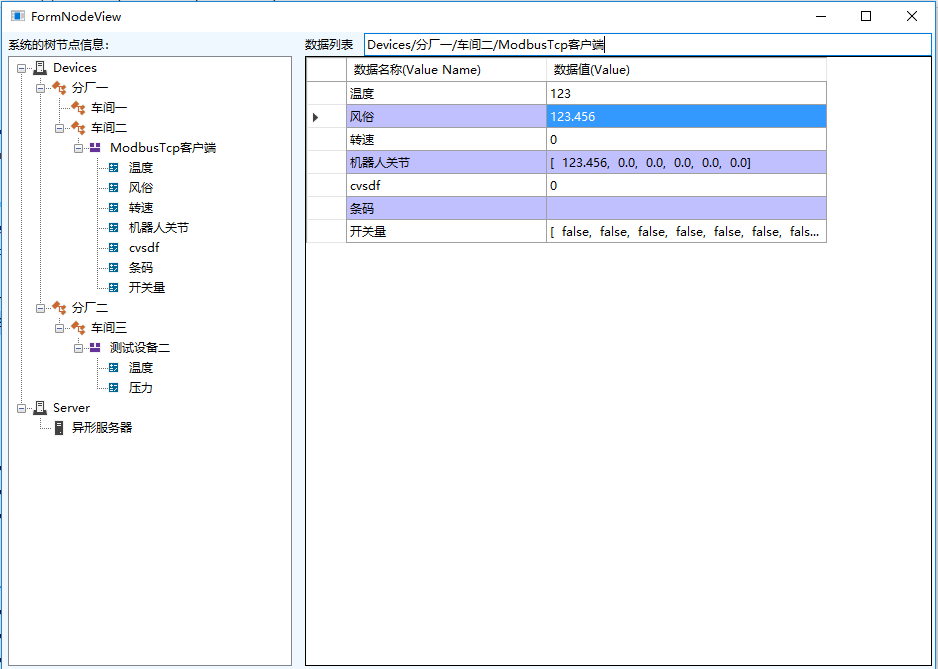 FormNodeView
系统的树节点信息：
Devices
分厂一
车间一
车间二
ModbusTcp客户端
温度
风俗
转速
机器人关节
cvsdf
条码
开关量
分厂二
车间三
测试设备二
温度
压力
Server
异形服务器
数据列表 Devices/分厂一/车间二/ModbusTcp客户端
数据名称(Value Name) 数据值(Value)
温度 123
风俗 123.456
转速 0
机器人关节 [ 123.456, 0.0, 0.0, 0.0, 0.0, 0.0]
cvsdf 0
条码
开关量 [ false, false, false, false, false, false, fals...